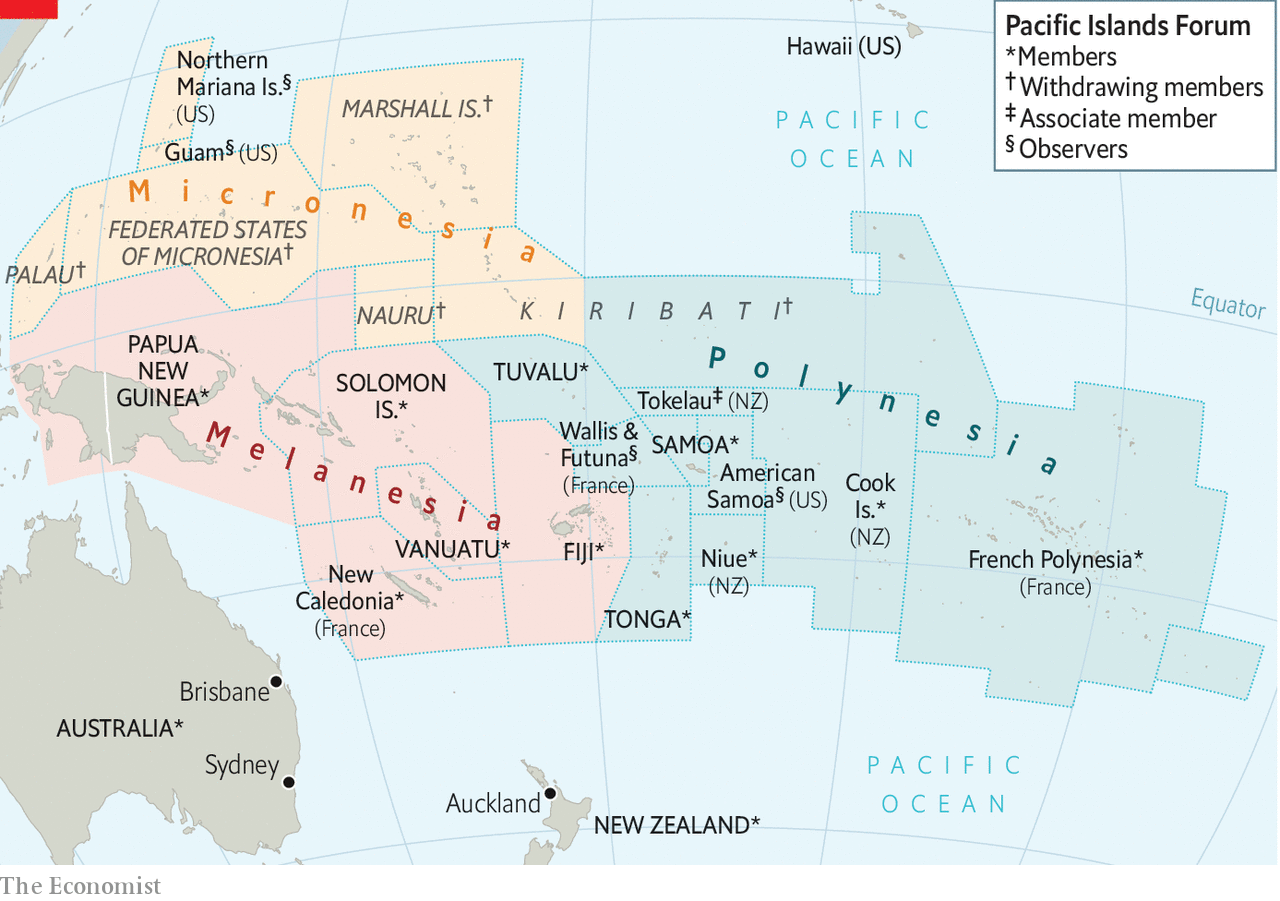 Pacific Islands Forum
*Members
†Withdrawing members
‡Associate member
§Observers
Hawaii (US)
PACIFIC
OCEAN
Northern
Mariana Is.§
(US)
Guam§ (US)
MARSHALL IS.†
Micronesia
FEDERATED STATES
OF MICRONESIA†
PALAU†
NAURU†
KIRIBATI†
Equator
PAPUA
NEW
GUINEA*
SOLOMON
IS.*
TUVALU*
Polynesia
Tokelau‡ (NZ)
Melanesia
Wallis &
Futuna§
(France)
SAMOA*
American
Samoa§ (US)
Cook
Is.*
(NZ)
VANUATU*
FIJI*
Niue*
(NZ)
French Polynesia*
(France)
New
Caledonia*
(France)
TONGA*
Brisbane
AUSTRALIA*
Sydney
Auckland
NEW ZEALAND*
PACIFIC
OCEAN
The Economist